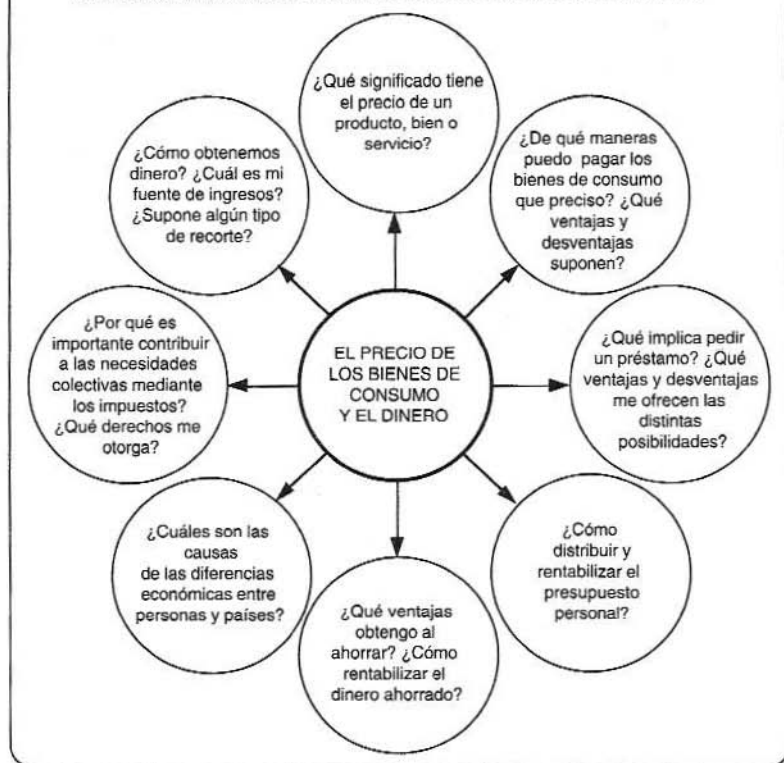 ¿Qué significado tiene
el precio de un
producto, bien o
servicio?
¿De qué maneras
puedo pagar los
bienes de consumo
que preciso? ¿Qué
ventajas y
desventajas
suponen?
¿Qué implica pedir
un préstamo? ¿Qué
ventajas y desventajas
me ofrecen las
distintas
posibilidades?
¿Cómo
distribuir y
rentabilizar el
presupuesto
personal?
¿Qué ventajas
obtengo al
ahorrar? ¿Cómo
rentabilizar el
dinero ahorrado?
¿Cuáles son las
causas
de las diferencias
económicas entre
personas y países?
¿Por qué es
importante contribuir
a las necesidades
colectivas mediante
los impuestos?
¿Qué derechos me
otorga?
¿Cómo obtenemos
dinero? ¿Cuál es mi
fuente de ingresos?
¿Supone algún tipo
de recorte?
EL PRECIO DE
LOS BIENES DE
CONSUMO
Y EL DINERO